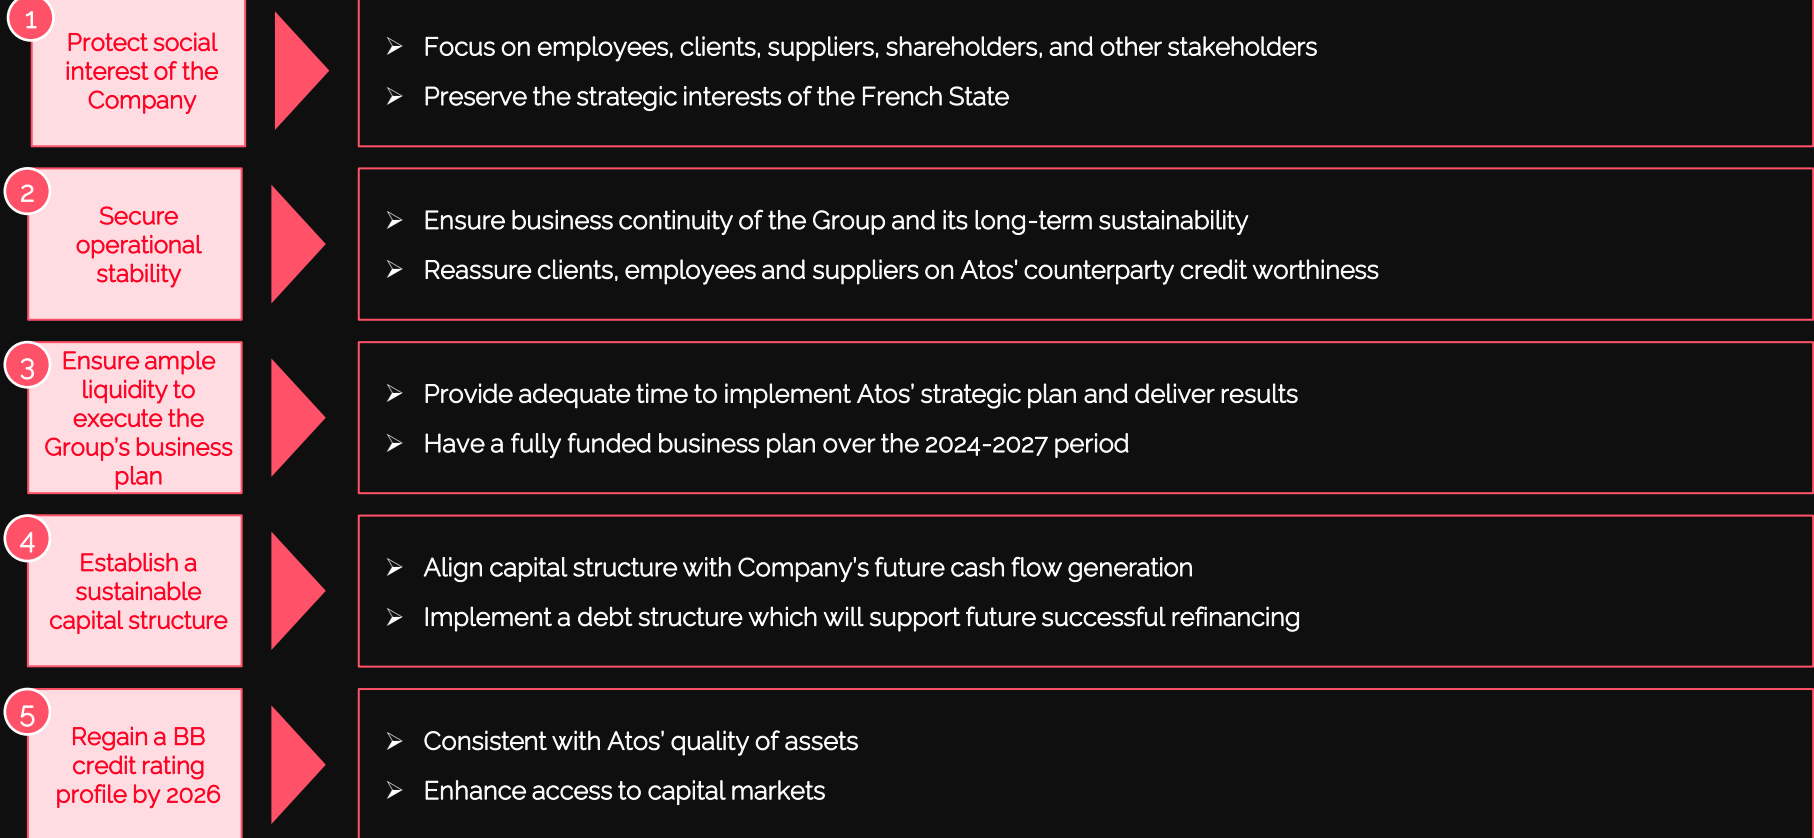 1
Protect social
interest of the
Company
➢ Focus on employees, clients, suppliers, shareholders, and other stakeholders
➢ Preserve the strategic interests of the French State
2
Secure
operational
stability
➢ Ensure business continuity of the Group and its long-term sustainability
➢ Reassure clients, employees and suppliers on Atos' counterparty credit worthiness
3
Ensure ample
liquidity to
execute the
Group's business
plan
➢ Provide adequate time to implement Atos' strategic plan and deliver results
➢ Have a fully funded business plan over the 2024-2027 period
4
Establish a
sustainable
capital structure
➢ Align capital structure with Company's future cash flow generation
➢ Implement a debt structure which will support future successful refinancing
5
Regain a BB
credit rating
profile by 2026
➢ Consistent with Atos' quality of assets
➢ Enhance access to capital markets